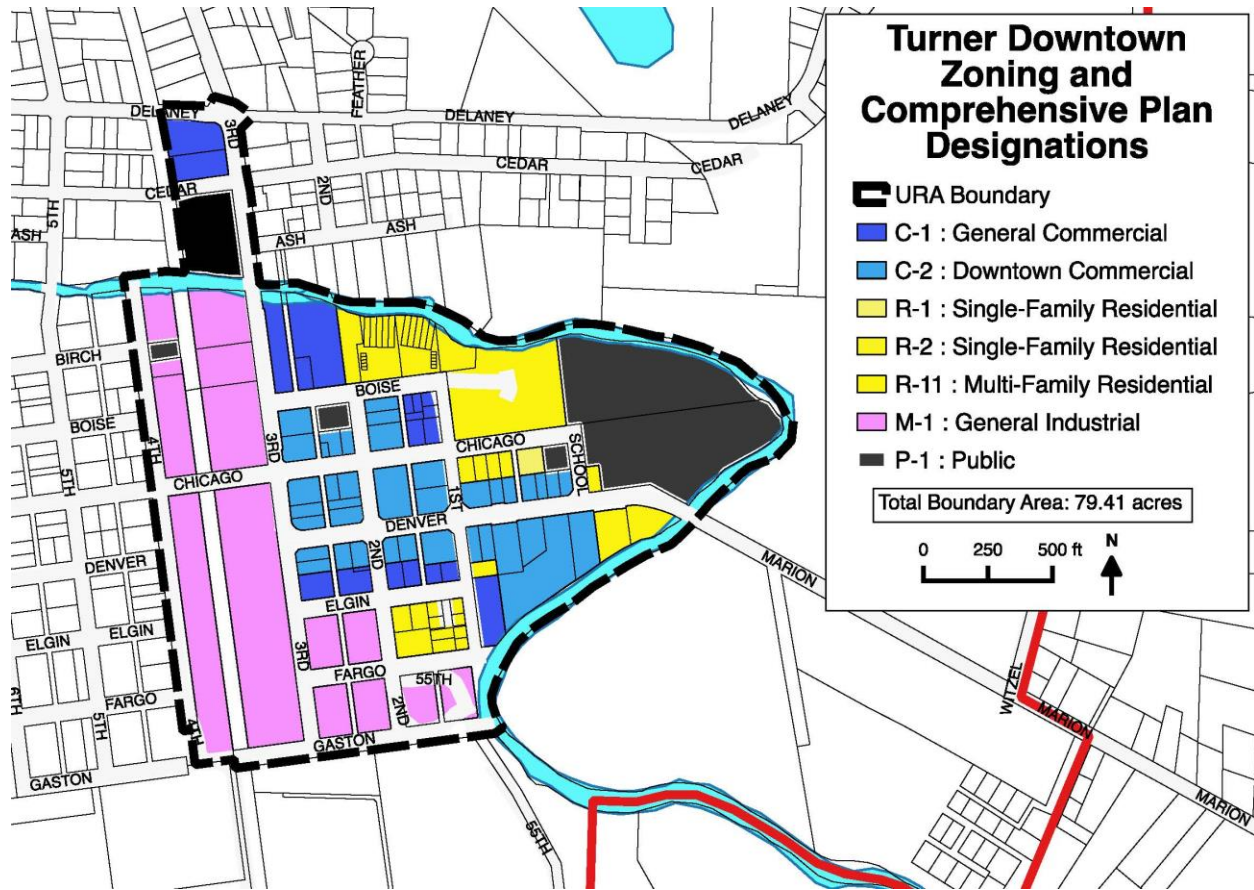 Turner Downtown
Zoning and
Comprehensive Plan
Designations
URA Boundary
C-1 : General Commercial
C-2 : Downtown Commercial
R-1 : Single-Family Residential
R-2 : Single-Family Residential
R-11 : Multi-Family Residential
M-1 : General Industrial
P-1 : Public
Total Boundary Area: 79.41 acres
0 250 500 ft
N
FEATHER
DELANEY
DELANEY
DELANEY
3RD
CEDAR
CEDAR
CEDAR
2ND
5TH
ASH
ASH
ASH
BIRCH
BOISE
BOISE
3RD
4TH
CHICAGO
SCHOOL
CHICAGO
5TH
1ST
DENVER
DENVER
2ND
MARION
ELGIN
ELGIN
ELGIN
3RD
FARGO
55TH
6TH
5TH
FARGO
4TH
2ND
GASTON
GASTON
WITZEL
MARION
MARION
55TH